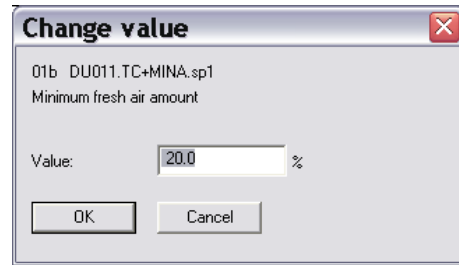 Change value
01b DU011.TC+MINA.sp1
Minimum fresh air amount
Value: 20.0 %
OK Cancel